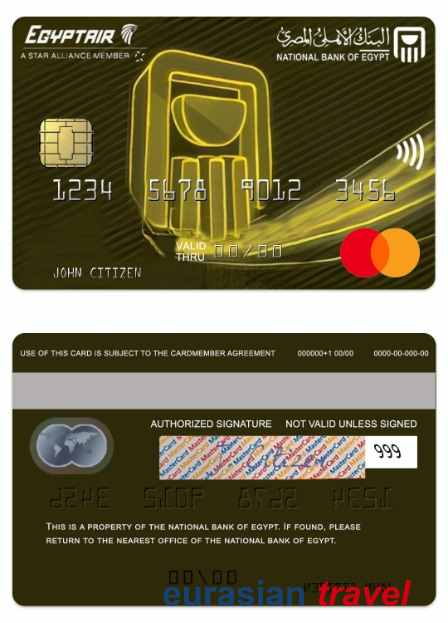 EGYPTAIR
A STAR ALLIANCE MEMBER
البنك الأهلي المصري
NATIONAL BANK OF EGYPT
1234 5678 9012 3456
VALID THRU 00/00
JOHN CITIZEN
USE OF THIS CARD IS SUBJECT TO THE CARDMEMBER AGREEMENT 000000+1 00/00 0000-00-000-00
AUTHORIZED SIGNATURE NOT VALID UNLESS SIGNED
MasterCard MasterCard MasterCard
999
THIS IS A PROPERTY OF THE NATIONAL BANK OF EGYPT. IF FOUND, PLEASE
RETURN TO THE NEAREST OFFICE OF THE NATIONAL BANK OF EGYPT.
eurasian travel